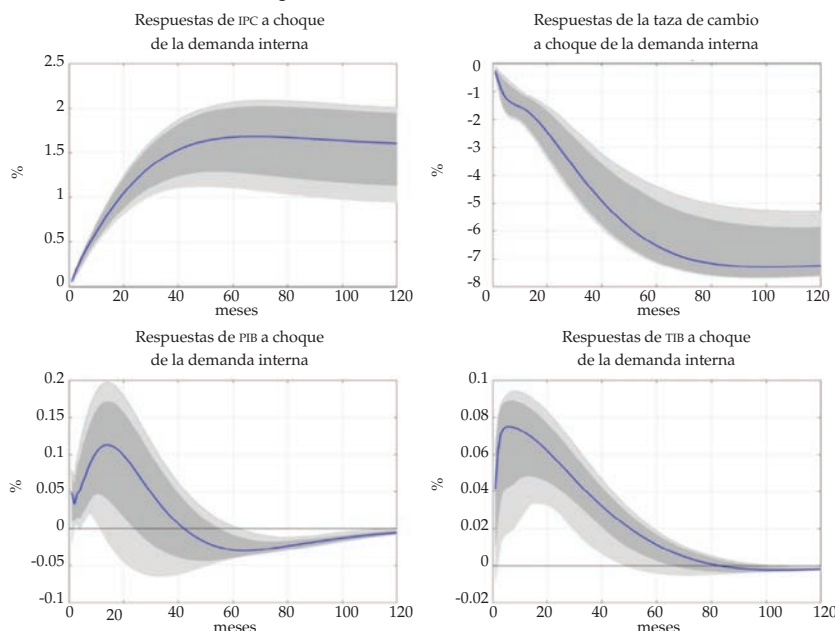 Respuestas de IPC a choque
de la demanda interna
2.5
2
1.5
1
0.5
0
%
0 20 40 60 80 100 120
meses
Respuestas de la taza de cambio
a choque de la demanda interna
0
-1
-2
-3
-4
-5
-6
-7
-8
%
0 20 40 60 80 100 120
meses
Respuestas de PIB a choque
de la demanda interna
0.2
0.15
0.1
0.05
0
-0.05
-0.1
%
0 20 40 60 80 100 120
meses
Respuestas de TIB a choque
de la demanda interna
0.1
0.08
0.06
0.04
0.02
0
-0.02
%
0 20 40 60 80 100 120
meses